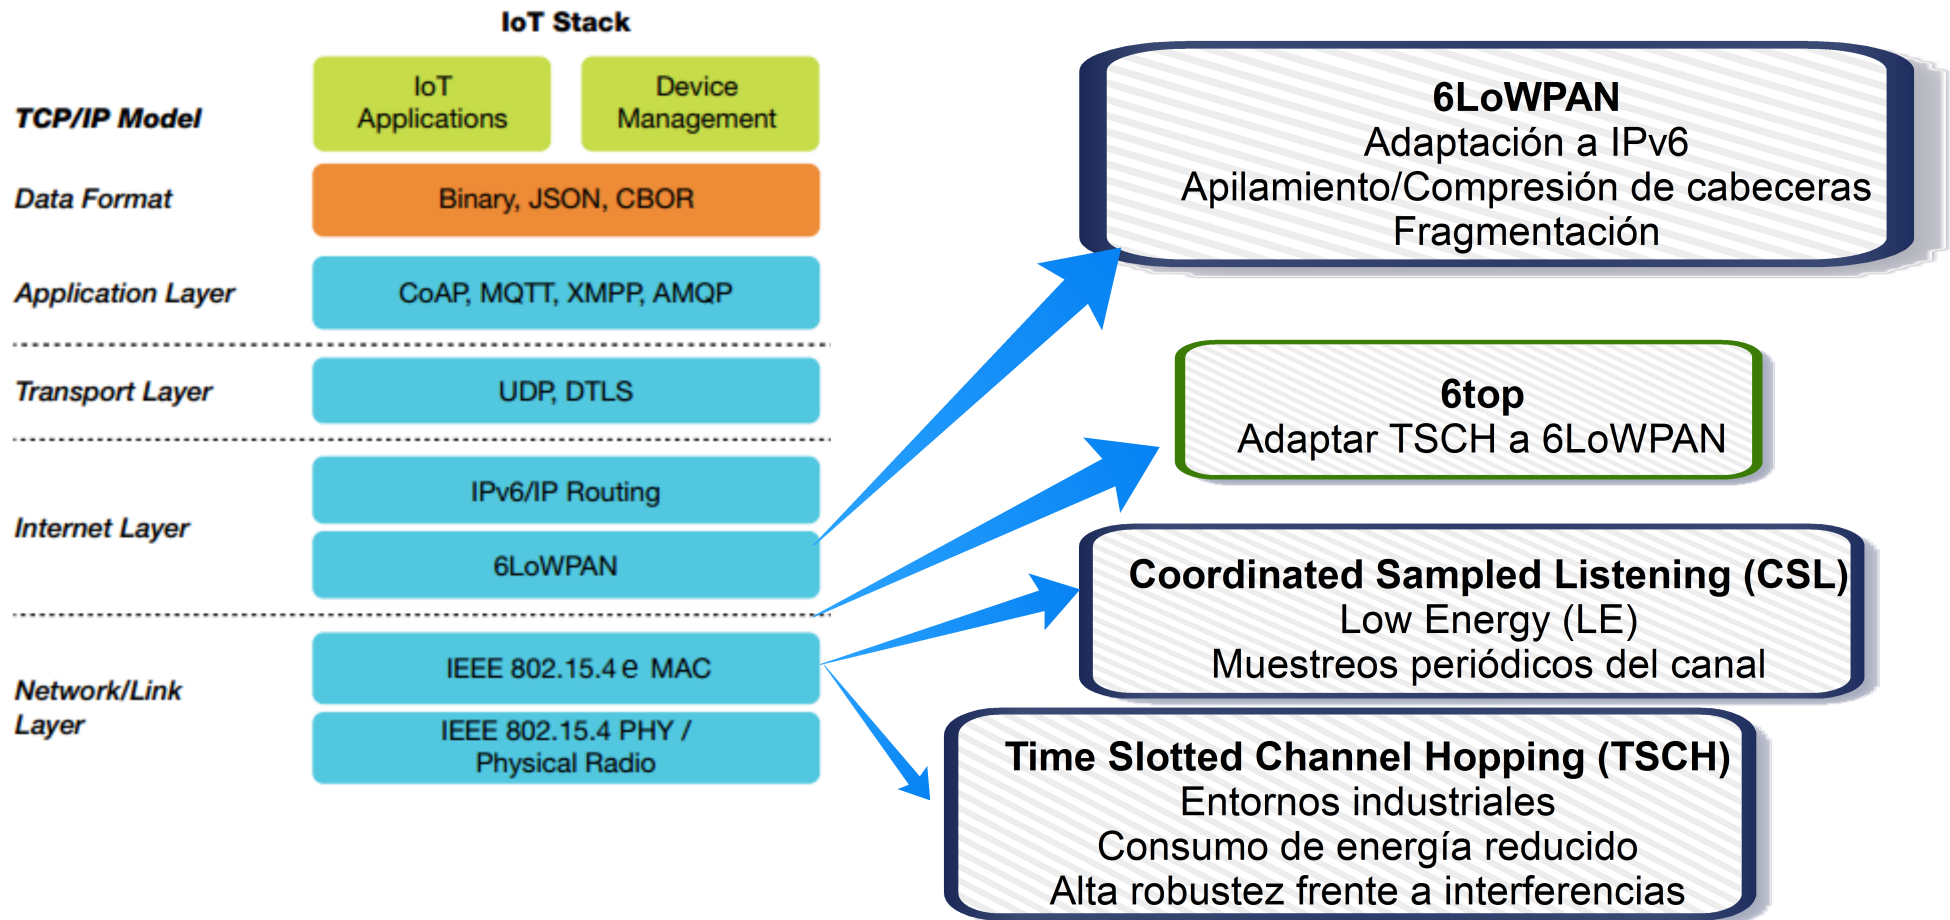 IoT Stack
TCP/IP Model
IoT
Applications
Device
Management
Data Format
Binary, JSON, CBOR
Application Layer
CoAP, MQTT, XMPP, AMQP
Transport Layer
UDP, DTLS
Internet Layer
IPv6/IP Routing
6LoWPAN
Network/Link
Layer
IEEE 802.15.4 e MAC
IEEE 802.15.4 PHY /
Physical Radio
6LoWPAN
Adaptación a IPv6
Apilamiento/Compresión de cabeceras
Fragmentación
6top
Adaptar TSCH a 6LoWPAN
Coordinated Sampled Listening (CSL)
Low Energy (LE)
Muestreos periódicos del canal
Time Slotted Channel Hopping (TSCH)
Entornos industriales
Consumo de energía reducido
Alta robustez frente a interferencias